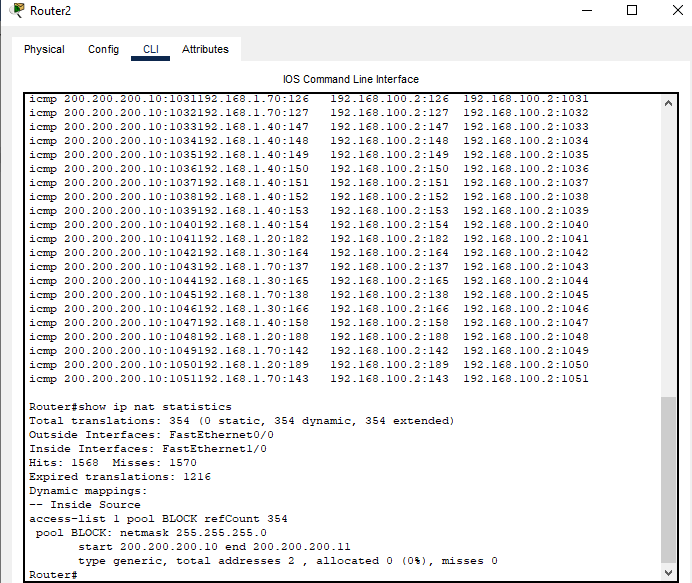 Router2
Physical Config CLI Attributes
IOS Command Line Interface
icmp 200.200.200.10:1031192.168.1.70:126 192.168.100.2:126 192.168.100.2:1031
icmp 200.200.200.10:1032192.168.1.70:127 192.168.100.2:127 192.168.100.2:1032
icmp 200.200.200.10:1033192.168.1.40:147 192.168.100.2:147 192.168.100.2:1033
icmp 200.200.200.10:1034192.168.1.40:148 192.168.100.2:148 192.168.100.2:1034
icmp 200.200.200.10:1035192.168.1.40:149 192.168.100.2:149 192.168.100.2:1035
icmp 200.200.200.10:1036192.168.1.40:150 192.168.100.2:150 192.168.100.2:1036
icmp 200.200.200.10:1037192.168.1.40:151 192.168.100.2:151 192.168.100.2:1037
icmp 200.200.200.10:1038192.168.1.40:152 192.168.100.2:152 192.168.100.2:1038
icmp 200.200.200.10:1039192.168.1.40:153 192.168.100.2:153 192.168.100.2:1039
icmp 200.200.200.10:1040192.168.1.40:154 192.168.100.2:154 192.168.100.2:1040
icmp 200.200.200.10:1041192.168.1.20:182 192.168.100.2:182 192.168.100.2:1041
icmp 200.200.200.10:1042192.168.1.30:164 192.168.100.2:164 192.168.100.2:1042
icmp 200.200.200.10:1043192.168.1.70:137 192.168.100.2:137 192.168.100.2:1043
icmp 200.200.200.10:1044192.168.1.30:165 192.168.100.2:165 192.168.100.2:1044
icmp 200.200.200.10:1045192.168.1.70:138 192.168.100.2:138 192.168.100.2:1045
icmp 200.200.200.10:1046192.168.1.30:166 192.168.100.2:166 192.168.100.2:1046
icmp 200.200.200.10:1047192.168.1.40:158 192.168.100.2:158 192.168.100.2:1047
icmp 200.200.200.10:1048192.168.1.20:188 192.168.100.2:188 192.168.100.2:1048
icmp 200.200.200.10:1049192.168.1.70:142 192.168.100.2:142 192.168.100.2:1049
icmp 200.200.200.10:1050192.168.1.20:189 192.168.100.2:189 192.168.100.2:1050
icmp 200.200.200.10:1051192.168.1.70:143 192.168.100.2:143 192.168.100.2:1051
Router#show ip nat statistics
Total translations: 354 (0 static, 354 dynamic, 354 extended)
Outside Interfaces: FastEthernet0/0
Inside Interfaces: FastEthernet1/0
Hits: 1568 Misses: 1570
Expired translations: 1216
Dynamic mappings:
-- Inside Source
access-list 1 pool BLOCK refCount 354
pool BLOCK: netmask 255.255.255.0
start 200.200.200.10 end 200.200.200.11
type generic, total addresses 2 , allocated 0 (0%), misses 0
Router#